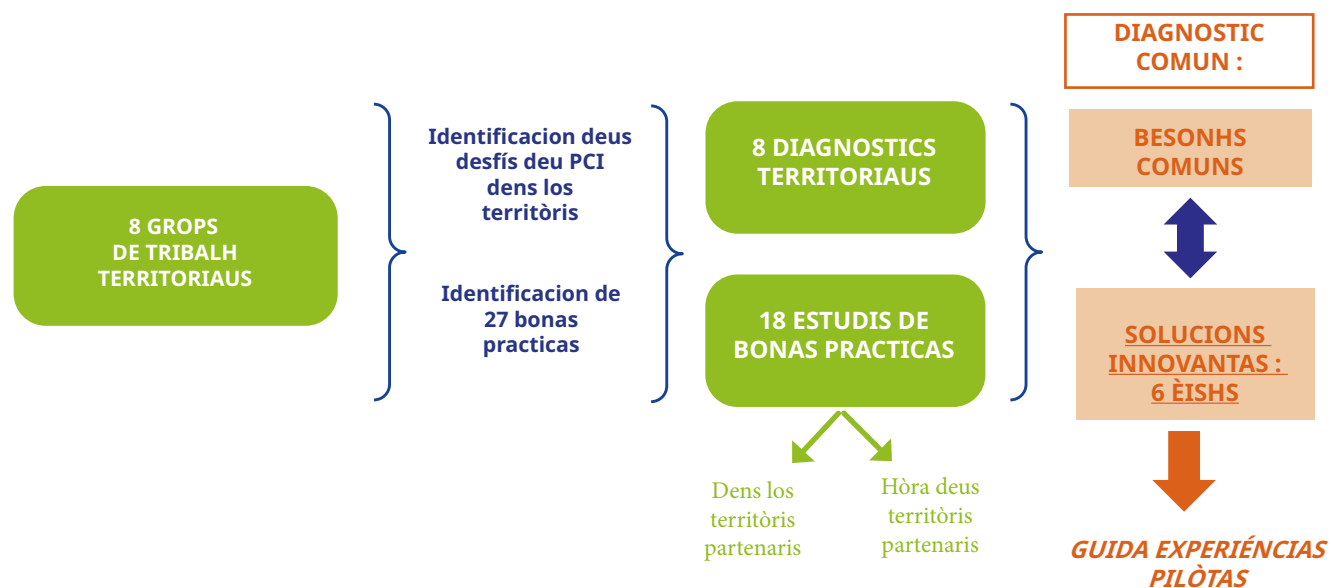 8 GROPS
DE TRIBALH
TERRITORIAUS
Identificacion deus
desfís deu PCI
dens los
territòris
Identificacion de
27 bonas
practicas
8 DIAGNOSTICS
TERRITORIAUS
18 ESTUDIS DE
BONAS PRACTICAS
Dens los
territòris
partenaris
Hòra deus
territòris
partenaris
DIAGNOSTIC
COMUN :
BESONHS
COMUNS
SOLUCIONS
INNOVANTAS :
6 ÈISHS
GUIDA EXPERIÉNCIAS
PILÒTAS